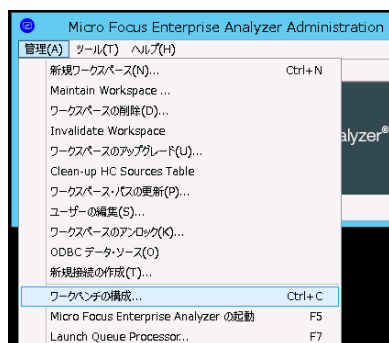 Micro Focus Enterprise Analyzer Administration
管理(A) ツール(T) ヘルプ(H)
新規ワークスペース(N)... Ctrl+N
Maintain Workspace ...
ワークスペースの削除(D)...
Invalidate Workspace
ワークスペースのアップグレード(U)...
Clean-up HC Sources Table
ワークスペース・パスの更新(P)...
ユーザーの編集(S)...
ワークスペースのアンロック(K)...
ODBC データ・ソース(O)
新規接続の作成(T)...
ワークベンチの構成... Ctrl+C
Micro Focus Enterprise Analyzer の起動 F5
Launch Queue Processor... F7
alyzer®